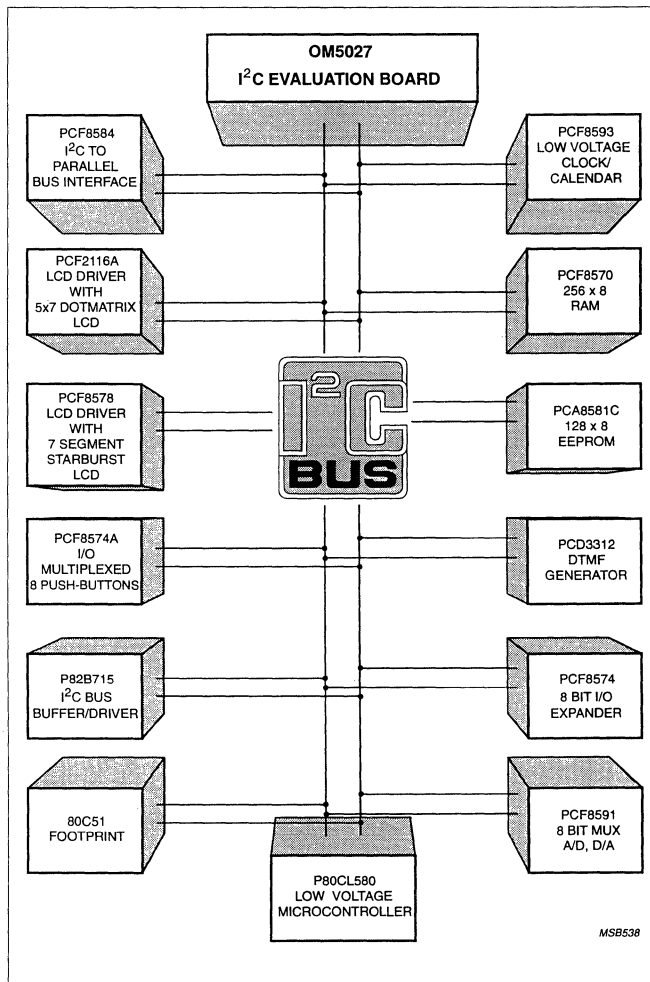 OM5027
I²C EVALUATION BOARD
PCF8584
I²C TO
PARALLEL
BUS INTERFACE
PCF8593
LOW VOLTAGE
CLOCK/
CALENDAR
PCF2116A
LCD DRIVER
WITH
5x7 DOTMATRIX
LCD
PCF8570
256 x 8
RAM
PCF8578
LCD DRIVER
WITH
7 SEGMENT
STARBURST
LCD
I²C
BUS
PCA8581C
128 x 8
EEPROM
PCF8574A
I/O
MULTIPLEXED
8 PUSH-BUTTONS
PCD3312
DTMF
GENERATOR
P82B715
I²C BUS
BUFFER/DRIVER
PCF8574
8 BIT I/O
EXPANDER
80C51
FOOTPRINT
P80CL580
LOW VOLTAGE
MICROCONTROLLER
PCF8591
8 BIT MUX
A/D, D/A
MSB538